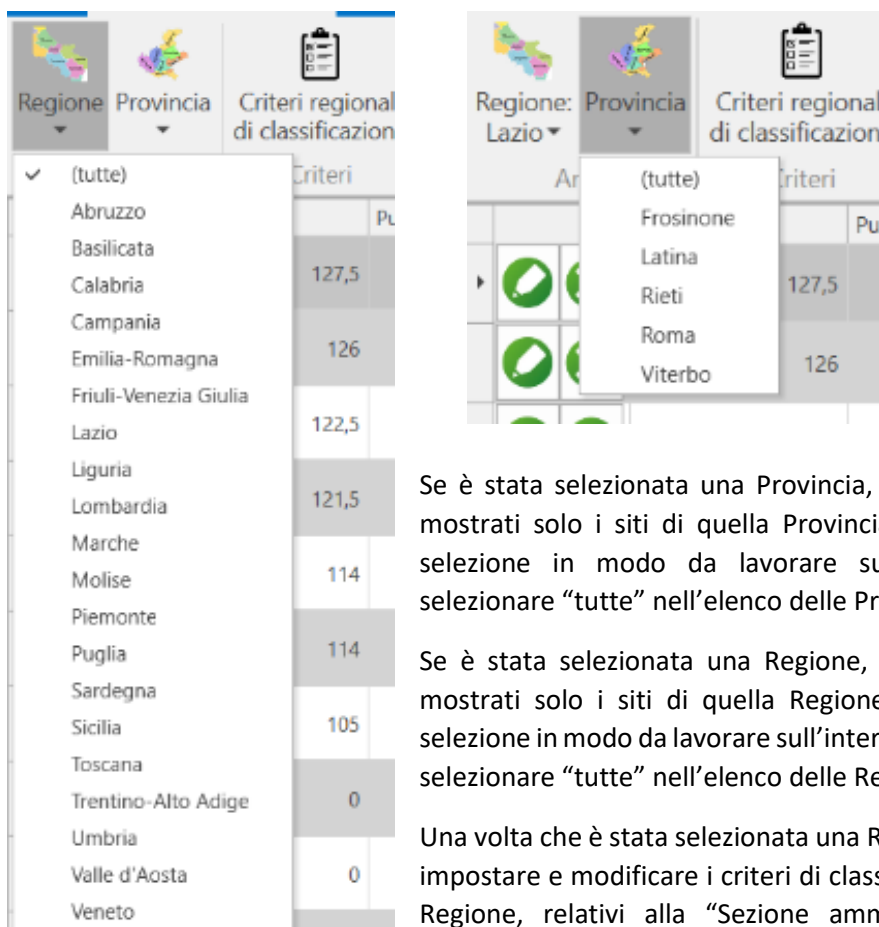 Regione Provincia Criteri regional
di classificazion
Criteri
✓ (tutte)
Abruzzo
Basilicata
Calabria
Campania
Emilia-Romagna
Friuli-Venezia Giulia
Lazio
Liguria
Lombardia
Marche
Molise
Piemonte
Puglia
Sardegna
Sicilia
Toscana
Trentino-Alto Adige
Umbria
Valle d'Aosta
Veneto
Pu
127,5
126
122,5
121,5
114
114
105
0
0
Regione: Provincia Criteri regional
Lazio di classificazion
Ar riteri
(tutte)
Frosinone
Latina
Rieti
Roma
Viterbo
Pu
127,5
126
Se è stata selezionata una Provincia,
mostrati solo i siti di quella Provinci
selezione in modo da lavorare su
selezionare “tutte” nell’elenco delle Pr
Se è stata selezionata una Regione,
mostrati solo i siti di quella Regione
selezione in modo da lavorare sull’inter
selezionare “tutte” nell’elenco delle Re
Una volta che è stata selezionata una R
impostare e modificare i criteri di class
Regione, relativi alla “Sezione amm